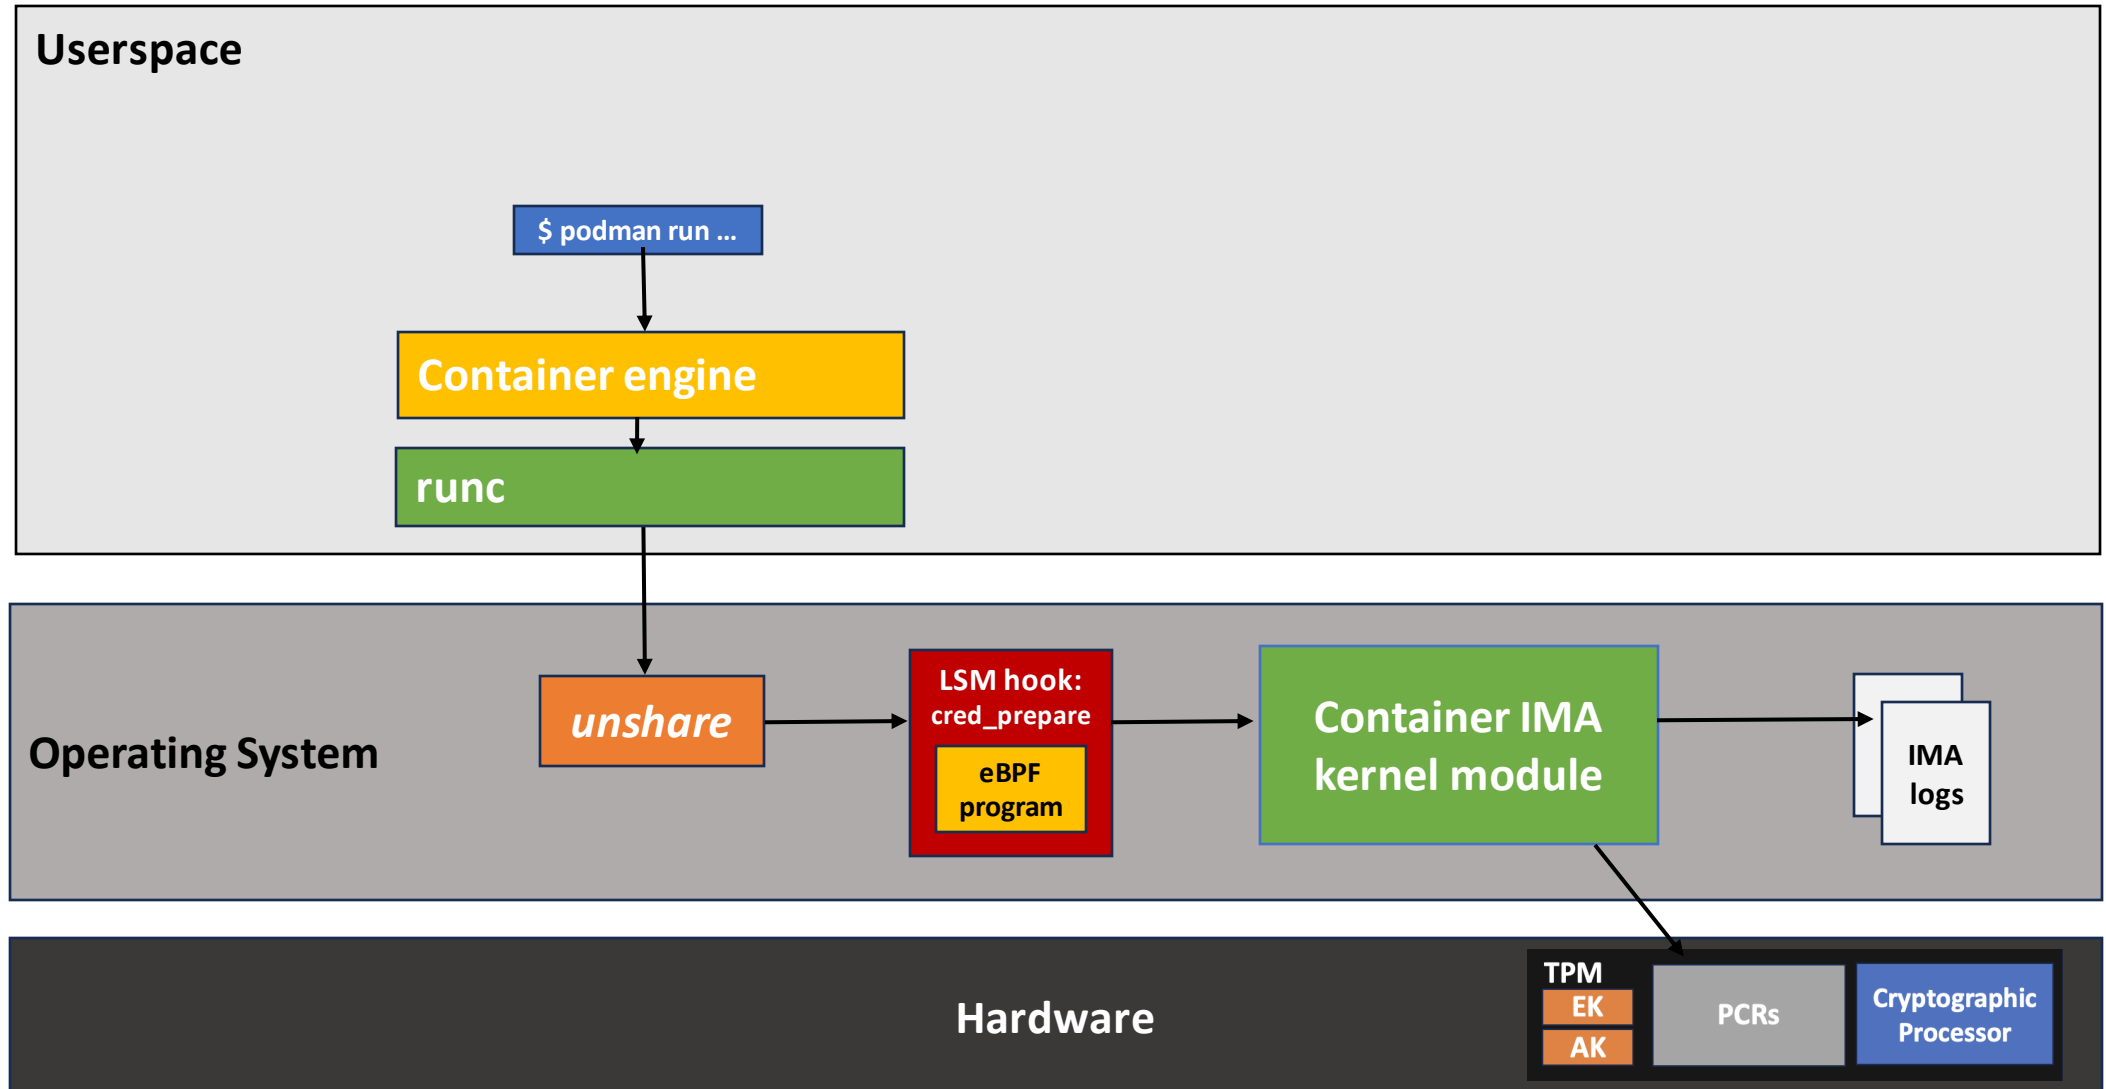 Userspace
$ podman run ...
Container engine
runc
Operating System
unshare
LSM hook:
cred_prepare
eBPF
program
Container IMA
kernel module
IMA
logs
Hardware
TPM
EK
AK
PCRs
Cryptographic
Processor